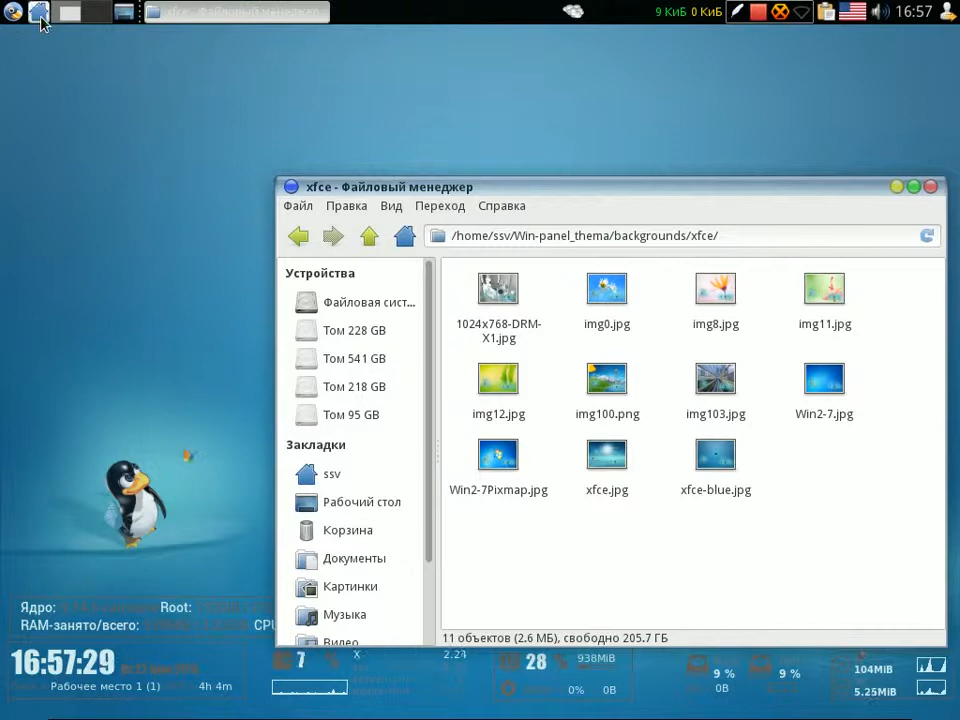 xfce - Файловый менеджер
9 КиБ 0 КиБ
16:57
xfce - Файловый менеджер
Файл Правка Вид Переход Справка
/home/ssv/Win-panel_thema/backgrounds/xfce/
Устройства
Файловая сист...
Том 228 GB
Том 541 GB
Том 218 GB
Том 95 GB
Закладки
ssv
Рабочий стол
Корзина
Документы
Картинки
Музыка
Видео
1024x768-DRM-
X1.jpg
img0.jpg
img8.jpg
img11.jpg
img12.jpg
img100.png
img103.jpg
Win2-7.jpg
Win2-7Pixmap.jpg
xfce.jpg
xfce-blue.jpg
11 объектов (2.6 МБ), свободно 205.7 ГБ
Ядро: Root:
RAM-занято/всего: CPU
16:57:29
Рабочее место 1 (1) 4h 4m
7 % X 2.2
28 % 938MiB
0% 0B
9 % 9 %
0B
104MiB
5.25MiB